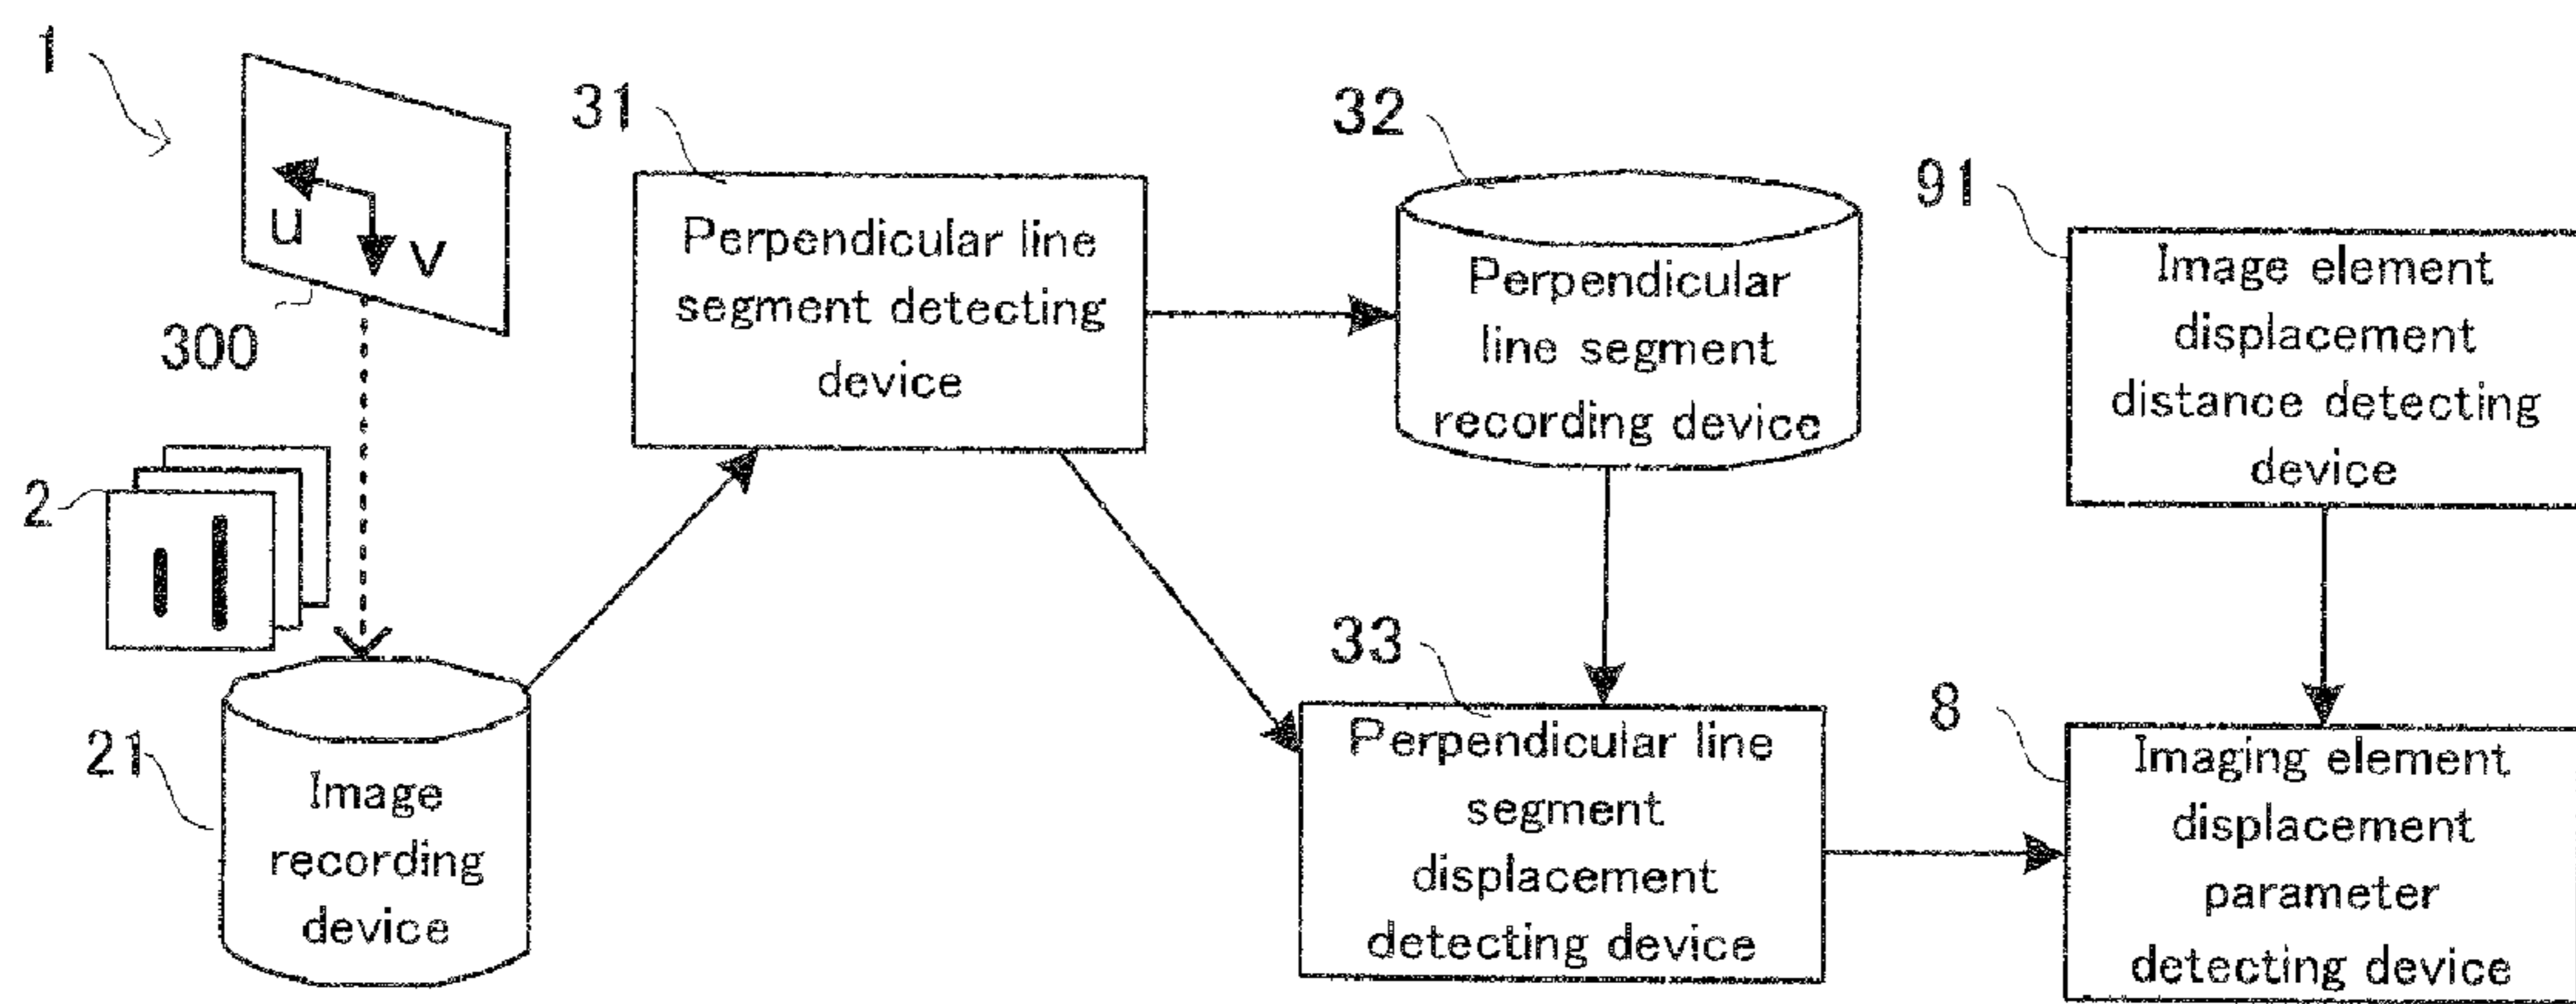 1
u
v
300
2
21
Image
recording
device
31
Perpendicular line
segment detecting
device
32
Perpendicular
line segment
recording device
33
Perpendicular line
segment
displacement
detecting device
91
Image element
displacement
distance detecting
device
8
Imaging element
displacement
parameter
detecting device